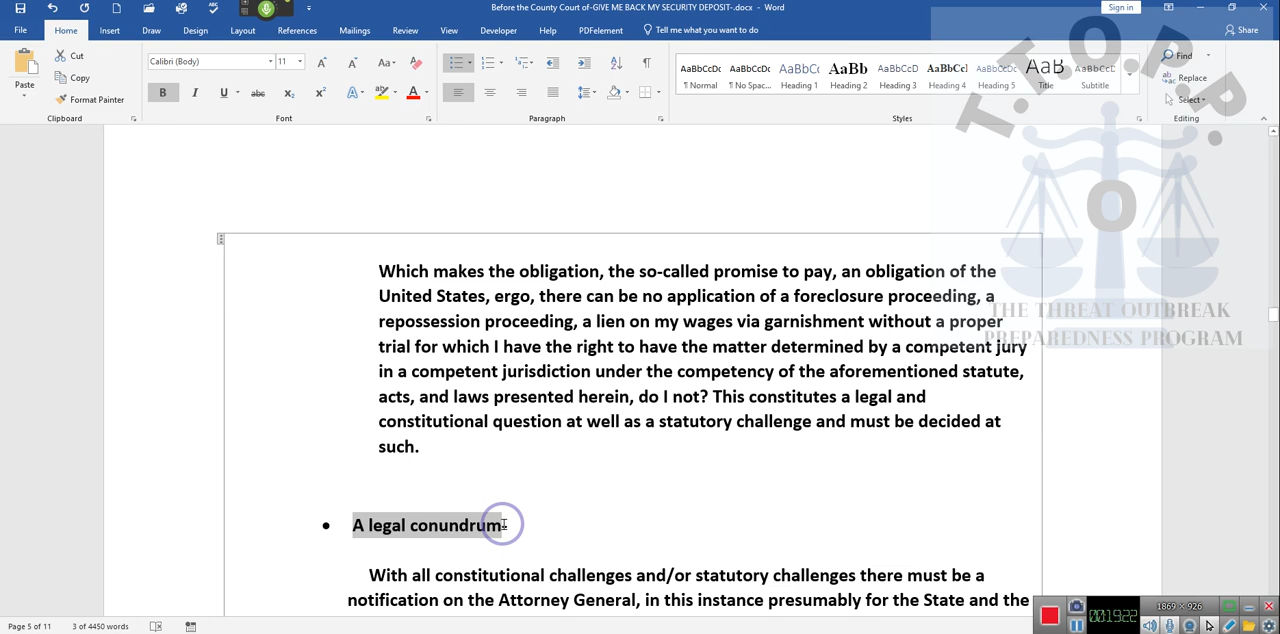 Before the County Court of-GIVE ME BACK MY SECURITY DEPOSIT-.docx - Word
Sign in
File Home Insert Draw Design Layout References Mailings Review View Developer Help PDFelement Tell me what you want to do Share
Paste
Cut
Copy
Format Painter
Clipboard
Calibri (Body) 11 A A Aa
B I U abc x₂ x² A A
Font
Paragraph
AaBbCcDc AaBbCcDc AaBbC AaBb AaBbCcD AaBbCcI AaBbCcDc AaB AaBbCcD
¶ Normal ¶ No Spac... Heading 1 Heading 2 Heading 3 Heading 4 Heading 5 Title Subtitle
Styles
Find
Replace
Select
Editing
T.T.O.P.P.
O
THE THREAT OUTBREAK
PREPAREDNESS PROGRAM
Which makes the obligation, the so-called promise to pay, an obligation of the
United States, ergo, there can be no application of a foreclosure proceeding, a
repossession proceeding, a lien on my wages via garnishment without a proper
trial for which I have the right to have the matter determined by a competent jury
in a competent jurisdiction under the competency of the aforementioned statute,
acts, and laws presented herein, do I not? This constitutes a legal and
constitutional question at well as a statutory challenge and must be decided at
such.
• A legal conundrum
With all constitutional challenges and/or statutory challenges there must be a
notification on the Attorney General, in this instance presumably for the State and the
1869 × 926
00:19:22
Page 5 of 11 3 of 4450 words